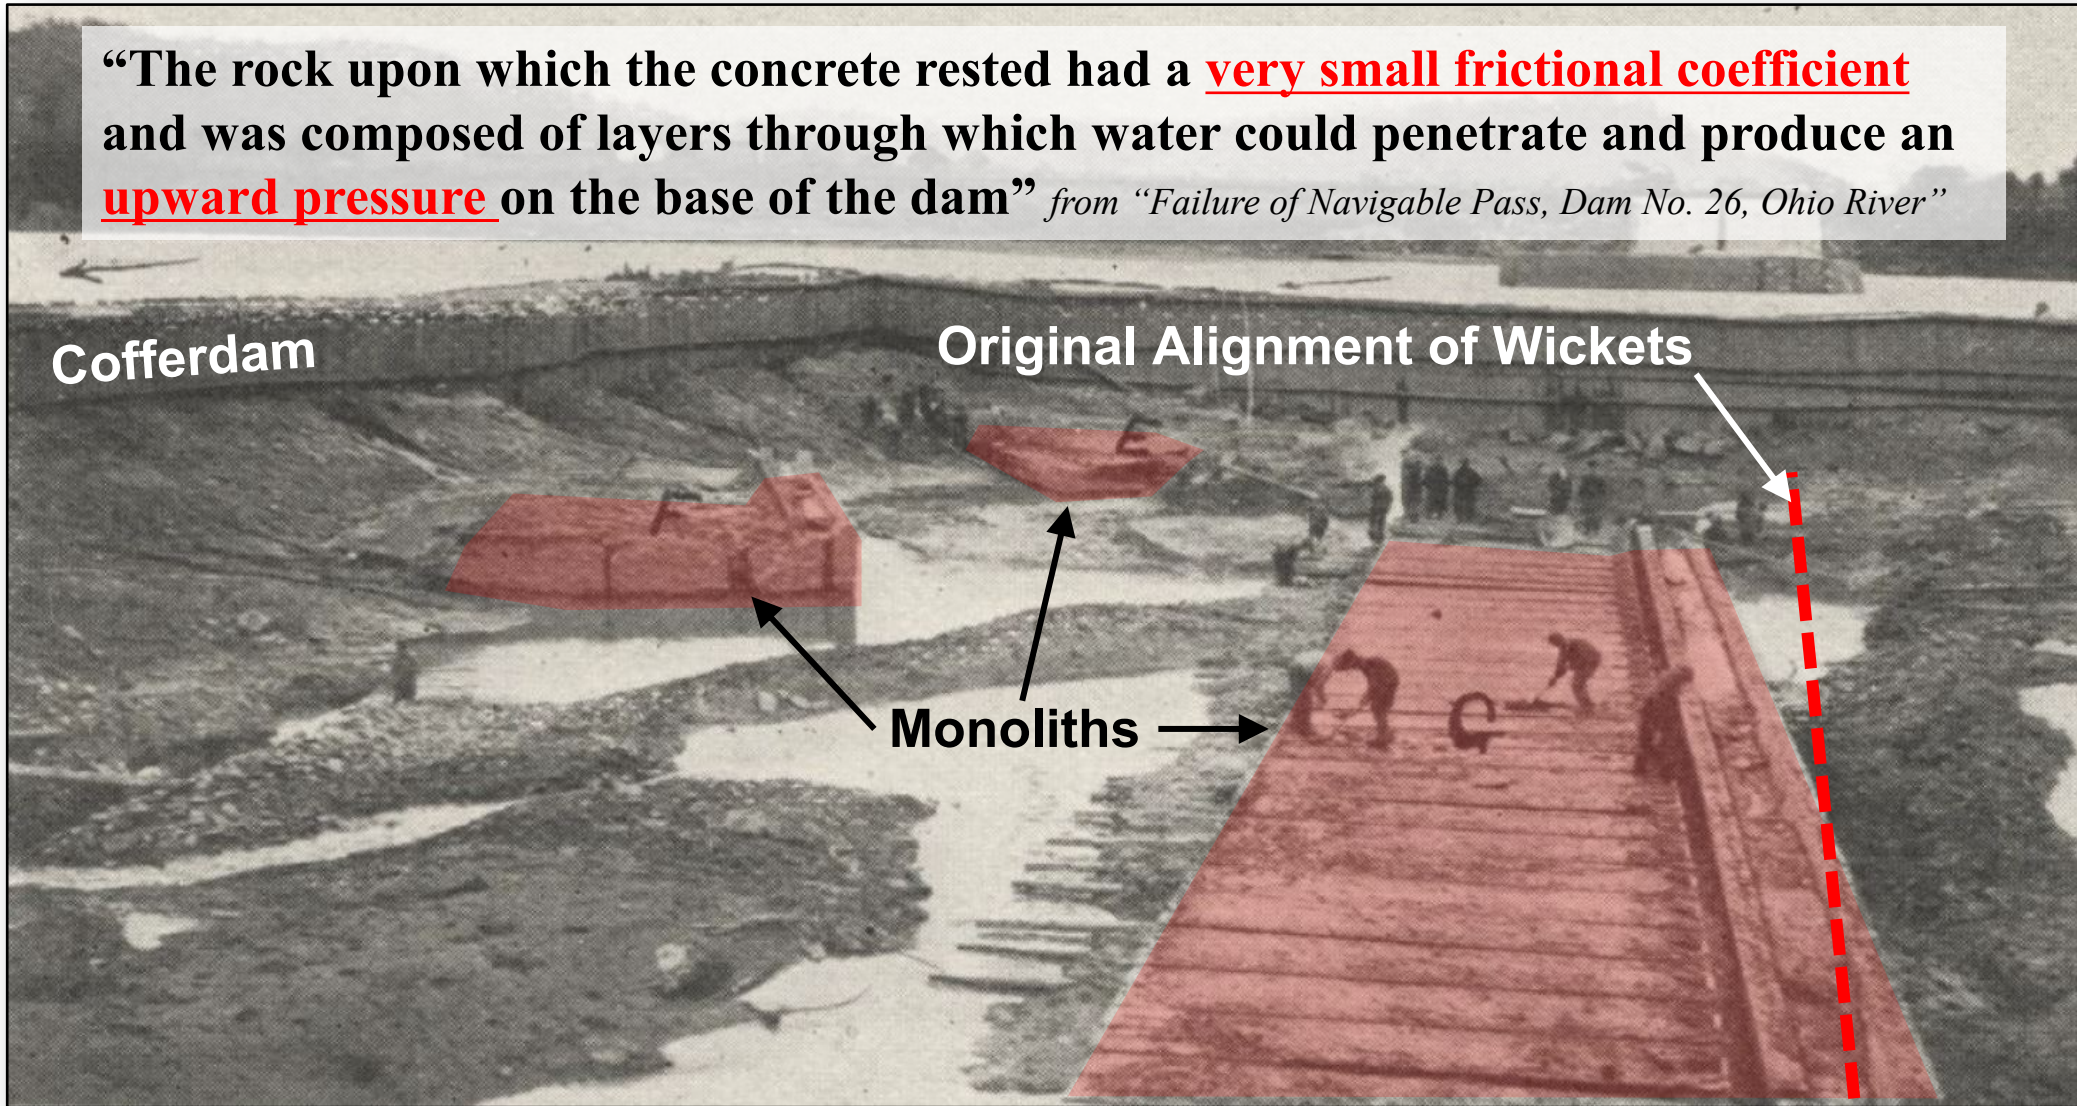 “The rock upon which the concrete rested had a very small frictional coefficient
and was composed of layers through which water could penetrate and produce an
upward pressure on the base of the dam” from “Failure of Navigable Pass, Dam No. 26, Ohio River”
Cofferdam
Original Alignment of Wickets
E
F
G
Monoliths